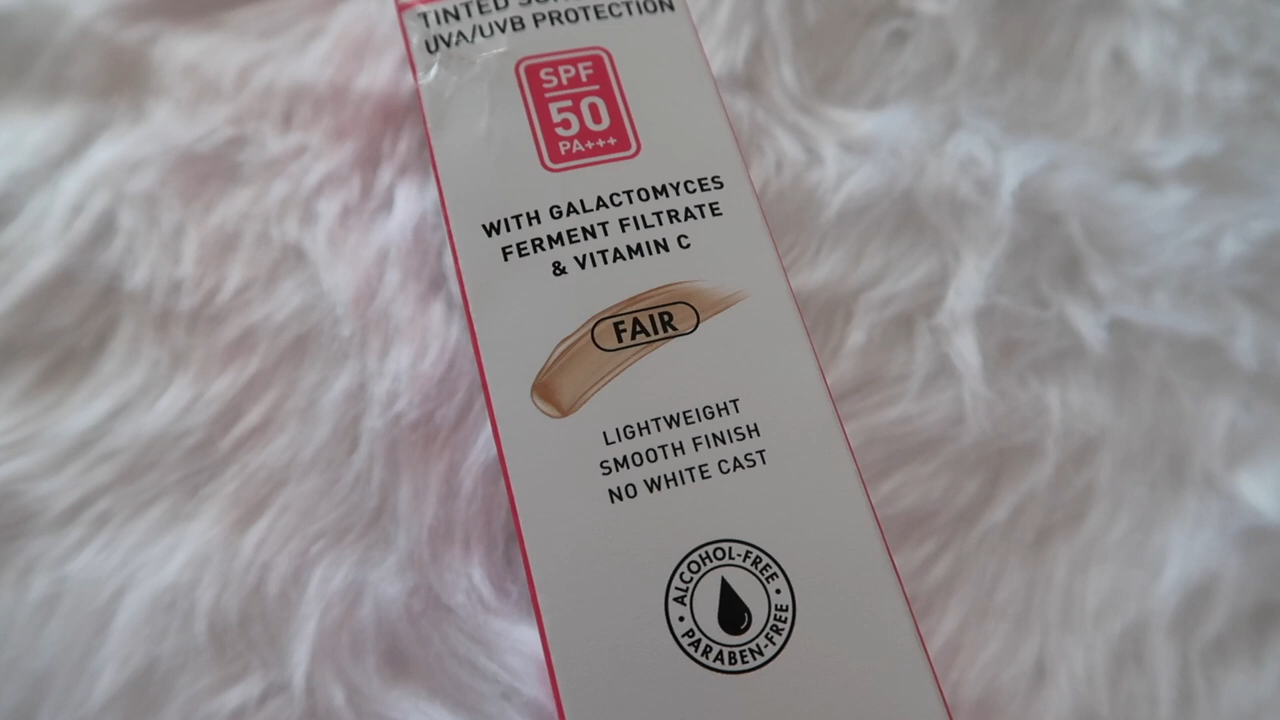 TINTED
UVA/UVB PROTECTION
SPF
50
PA+++
WITH GALACTOMYCES
FERMENT FILTRATE
& VITAMIN C
FAIR
LIGHTWEIGHT
SMOOTH FINISH
NO WHITE CAST
ALCOHOL-FREE •
PARABEN-FREE •